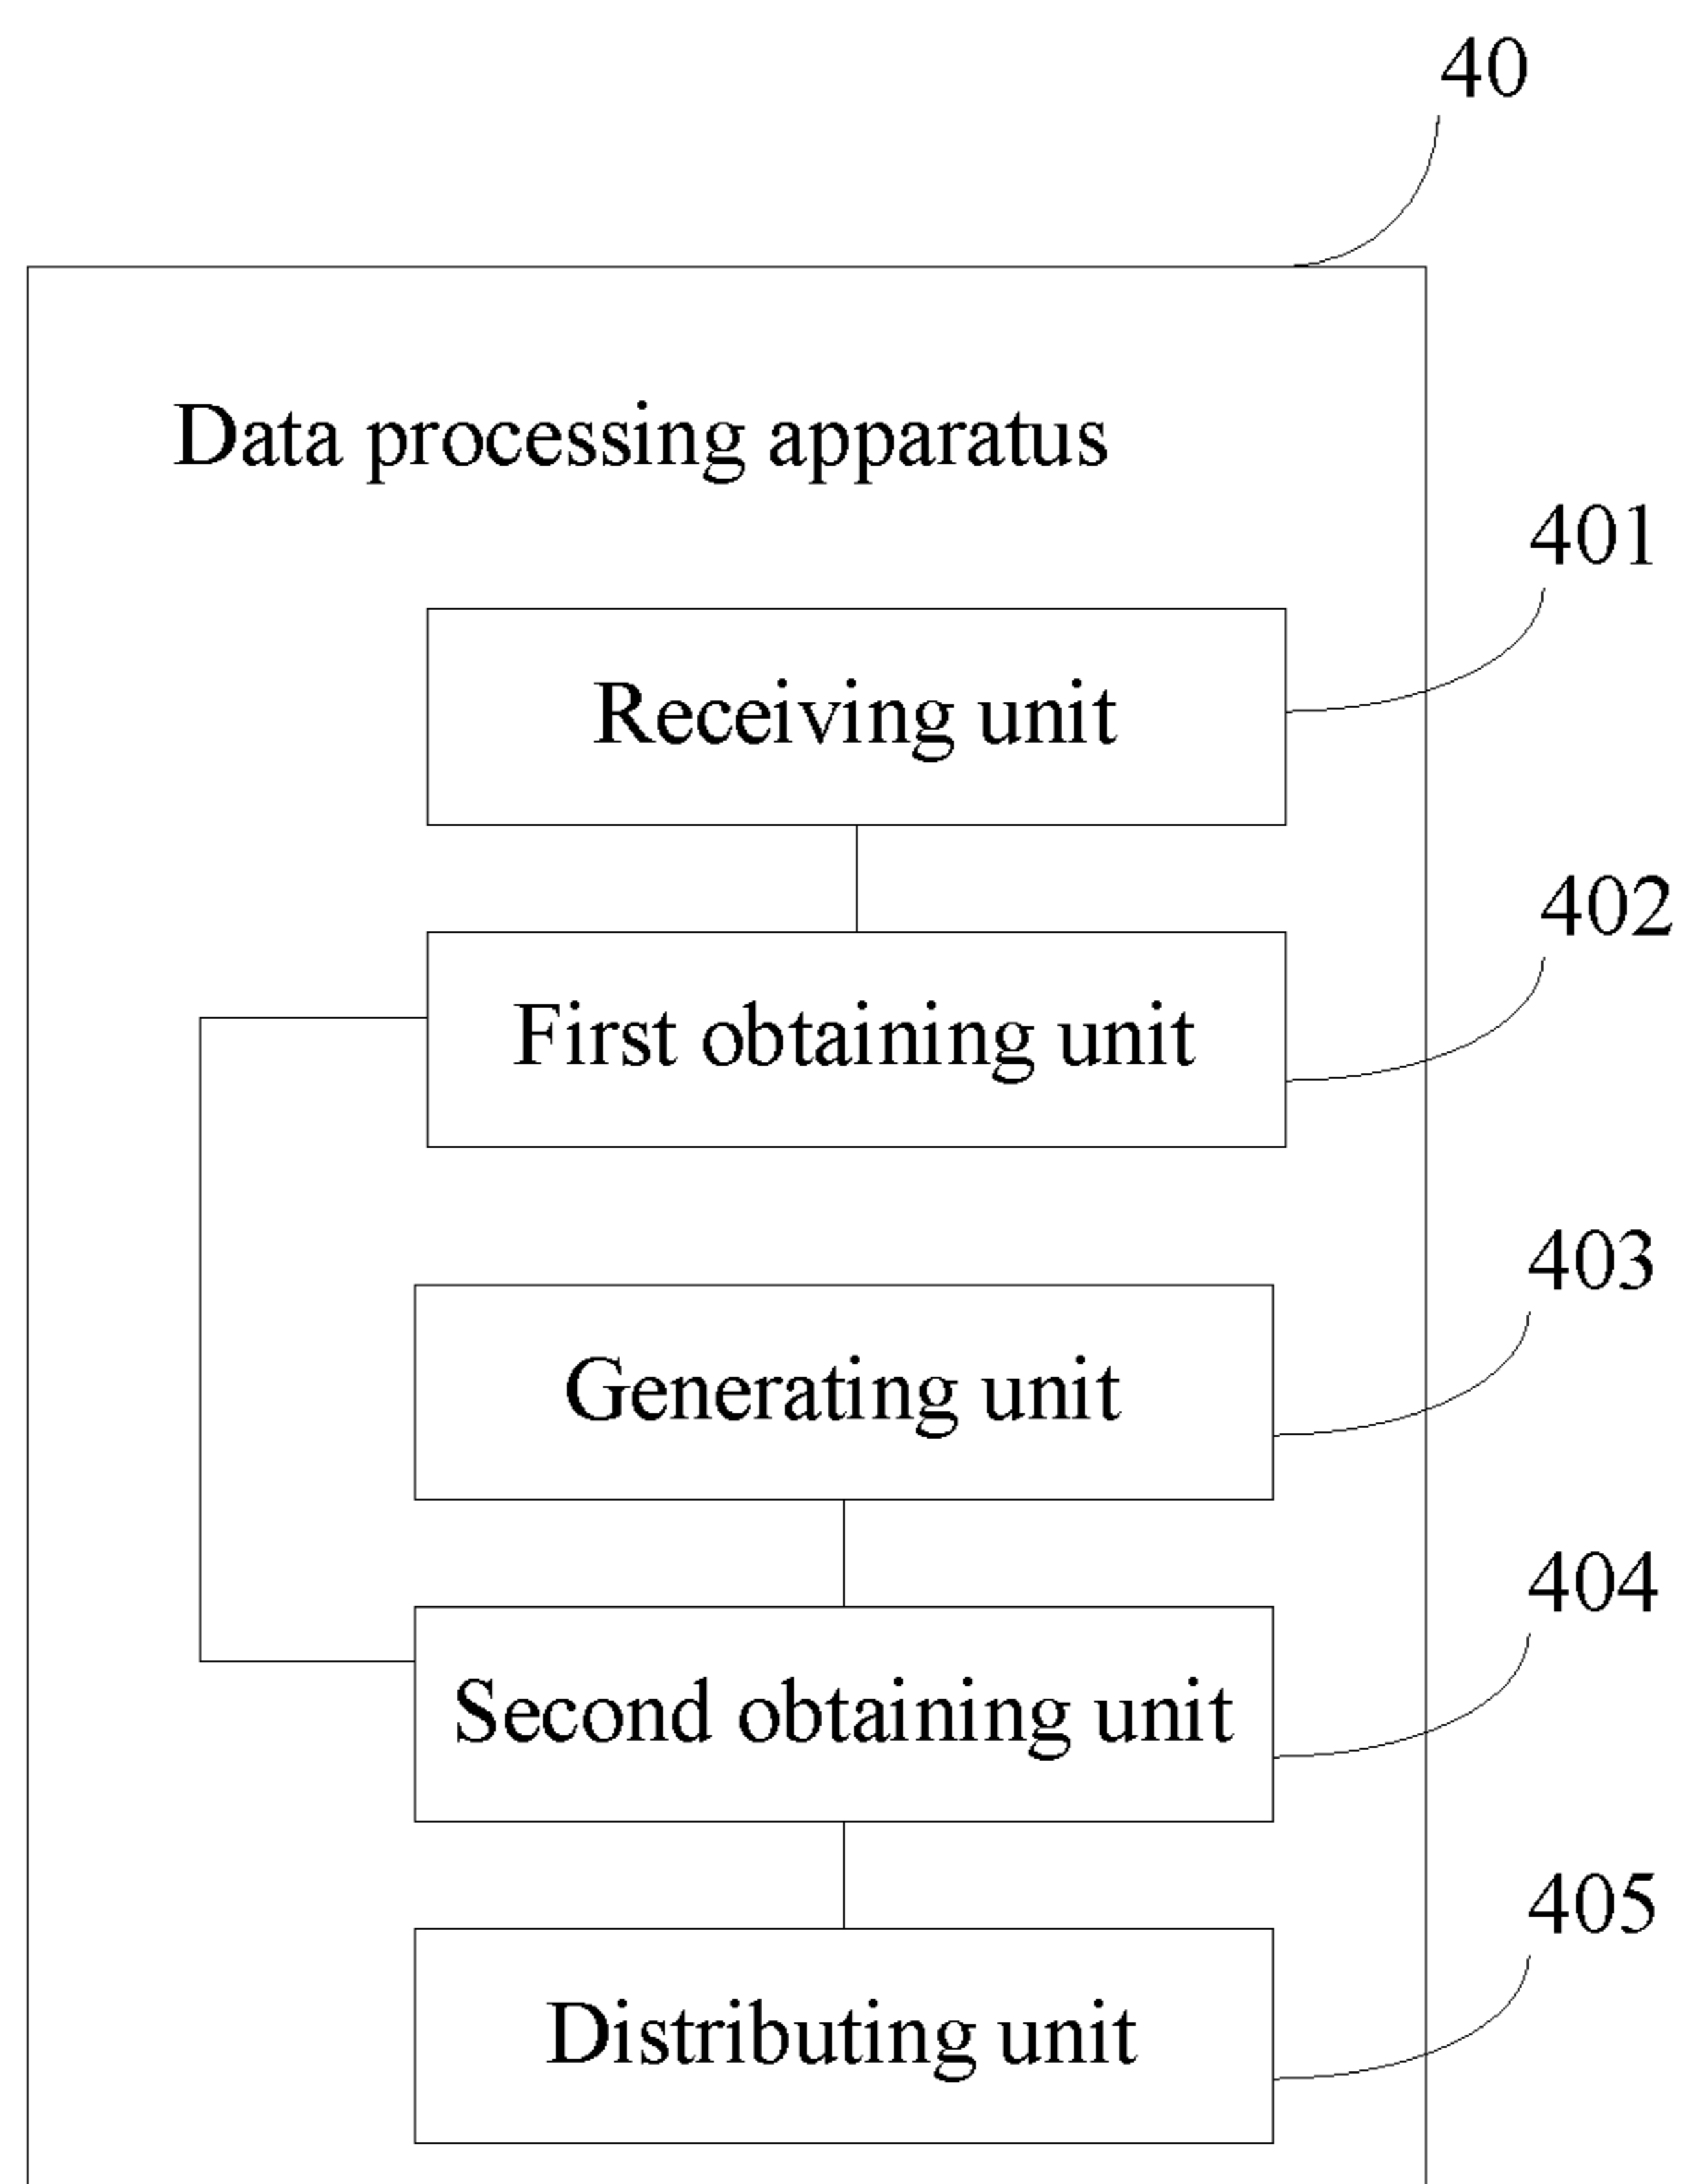 40
Data processing apparatus
401
Receiving unit
402
First obtaining unit
403
Generating unit
404
Second obtaining unit
405
Distributing unit